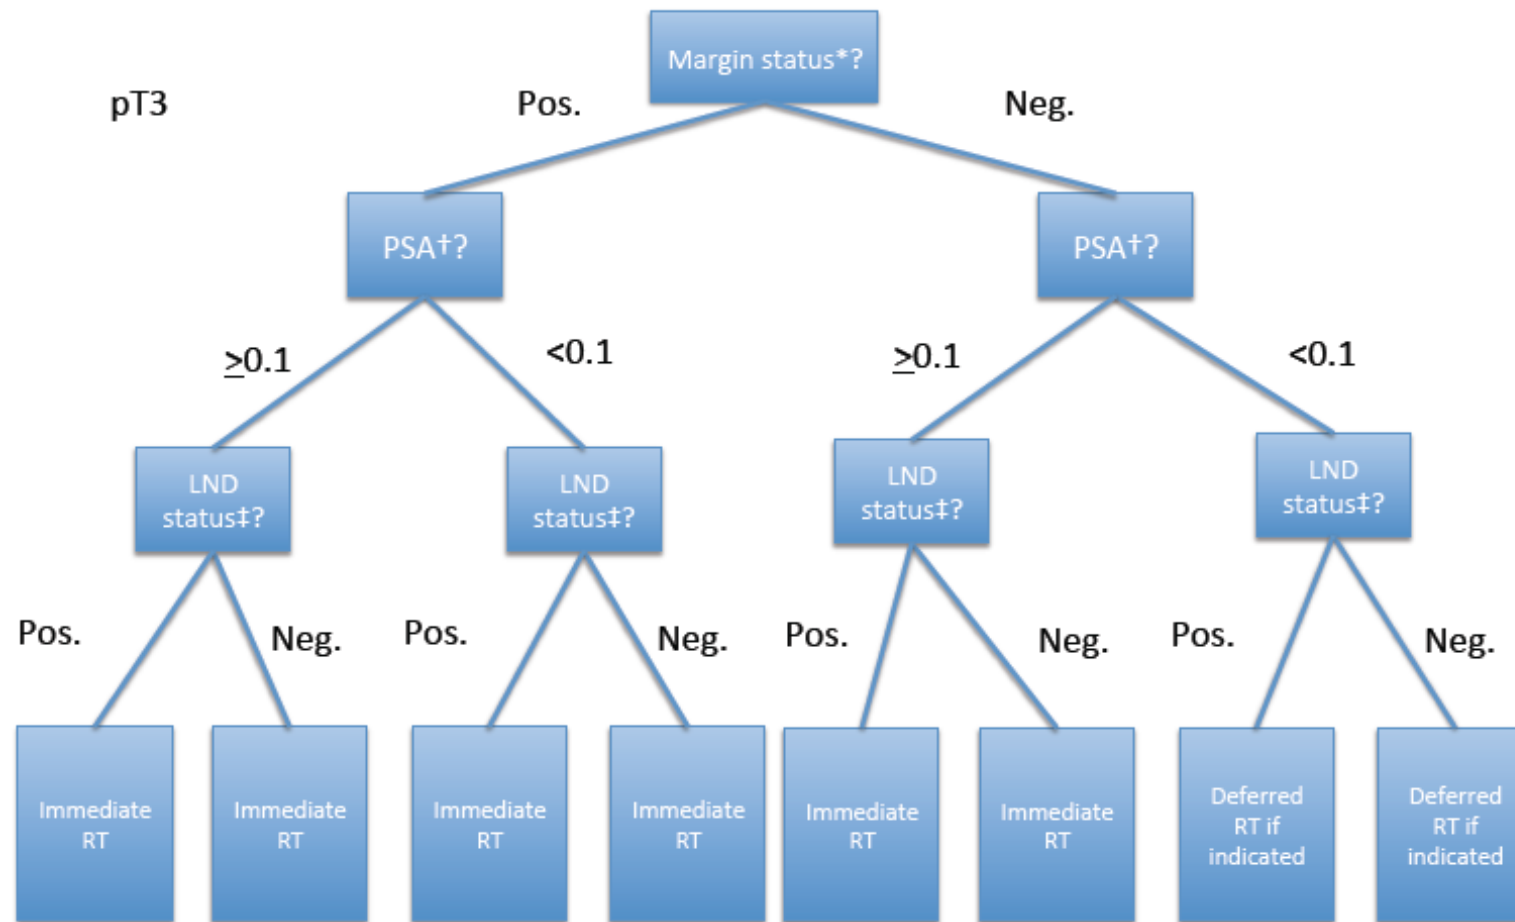 Margin status*?
pT3
Pos.
Neg.
PSA†?
PSA†?
≥0.1
<0.1
≥0.1
<0.1
LND
status‡?
LND
status‡?
LND
status‡?
LND
status‡?
Pos.
Neg.
Pos.
Neg.
Pos.
Neg.
Pos.
Neg.
Immediate
RT
Immediate
RT
Immediate
RT
Immediate
RT
Immediate
RT
Immediate
RT
Deferred
RT if
indicated
Deferred
RT if
indicated